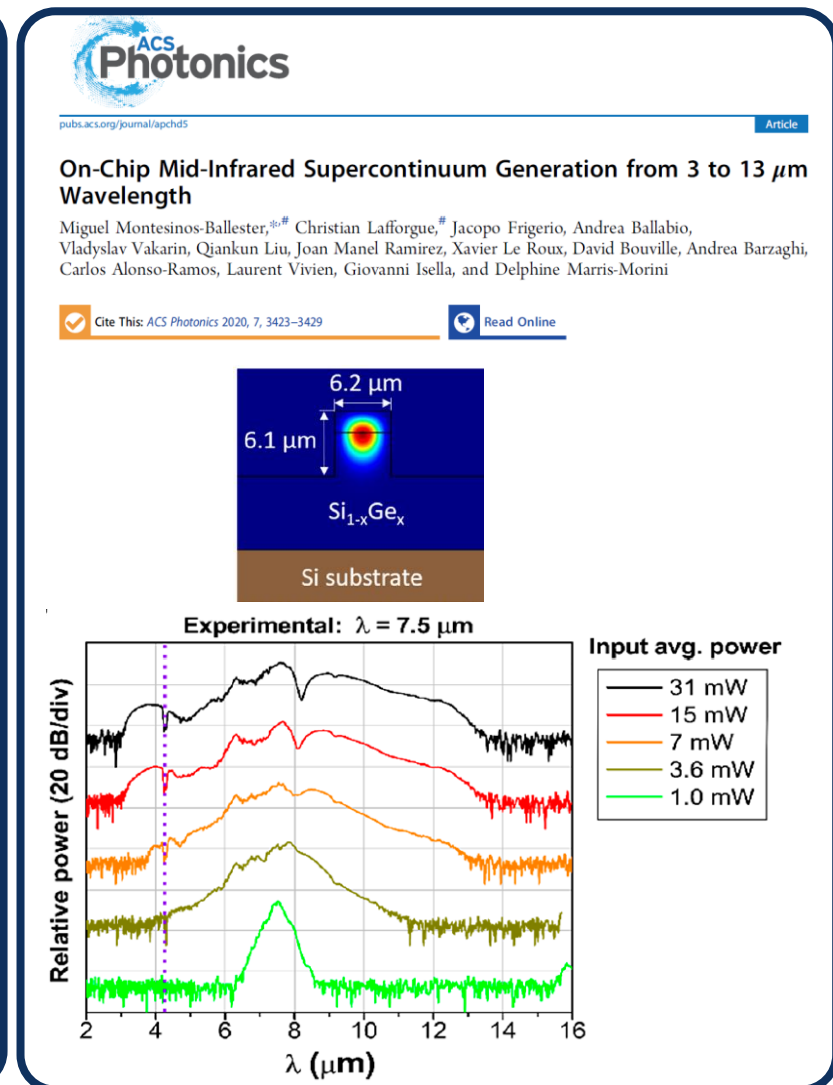 ACS
Photonics
pubs.acs.org/journal/apchd5
Article
On-Chip Mid-Infrared Supercontinuum Generation from 3 to 13 μm
Wavelength
Miguel Montesinos-Ballester,*,# Christian Lafforgue,# Jacopo Frigerio, Andrea Ballabio,
Vladyslav Vakarin, Qiankun Liu, Joan Manel Ramirez, Xavier Le Roux, David Bouville, Andrea Barzaghi,
Carlos Alonso-Ramos, Laurent Vivien, Giovanni Isella, and Delphine Marris-Morini
Cite This: ACS Photonics 2020, 7, 3423–3429
Read Online
6.2 μm
6.1 μm
Si1-xGex
Si substrate
Experimental: λ = 7.5 μm
Input avg. power
31 mW
15 mW
7 mW
3.6 mW
1.0 mW
Relative power (20 dB/div)
2 4 6 8 10 12 14 16
λ (μm)